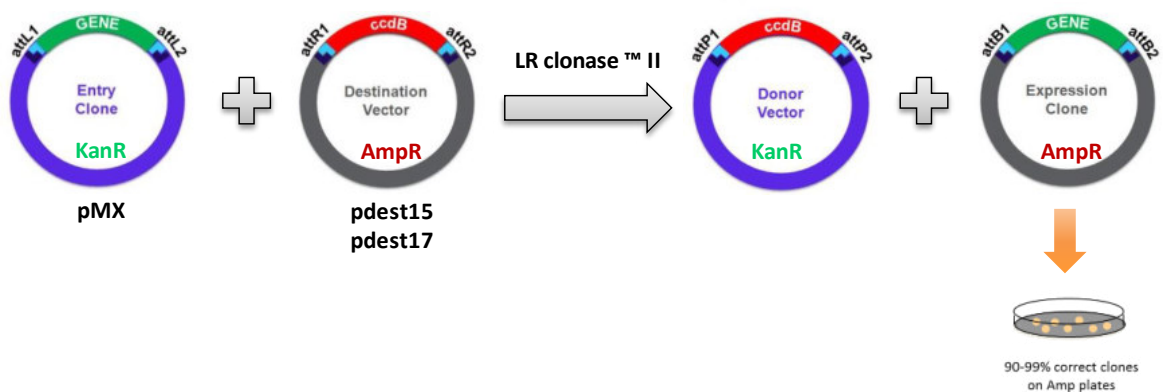 attL1
GENE
attL2
Entry
Clone
KanR
pMX
attR1
ccdB
attR2
Destination
Vector
AmpR
pdest15
pdest17
LR clonase ™ II
attP1
ccdB
attP2
Donor
Vector
KanR
attB1
GENE
attB2
Expression
Clone
AmpR
90-99% correct clones
on Amp plates